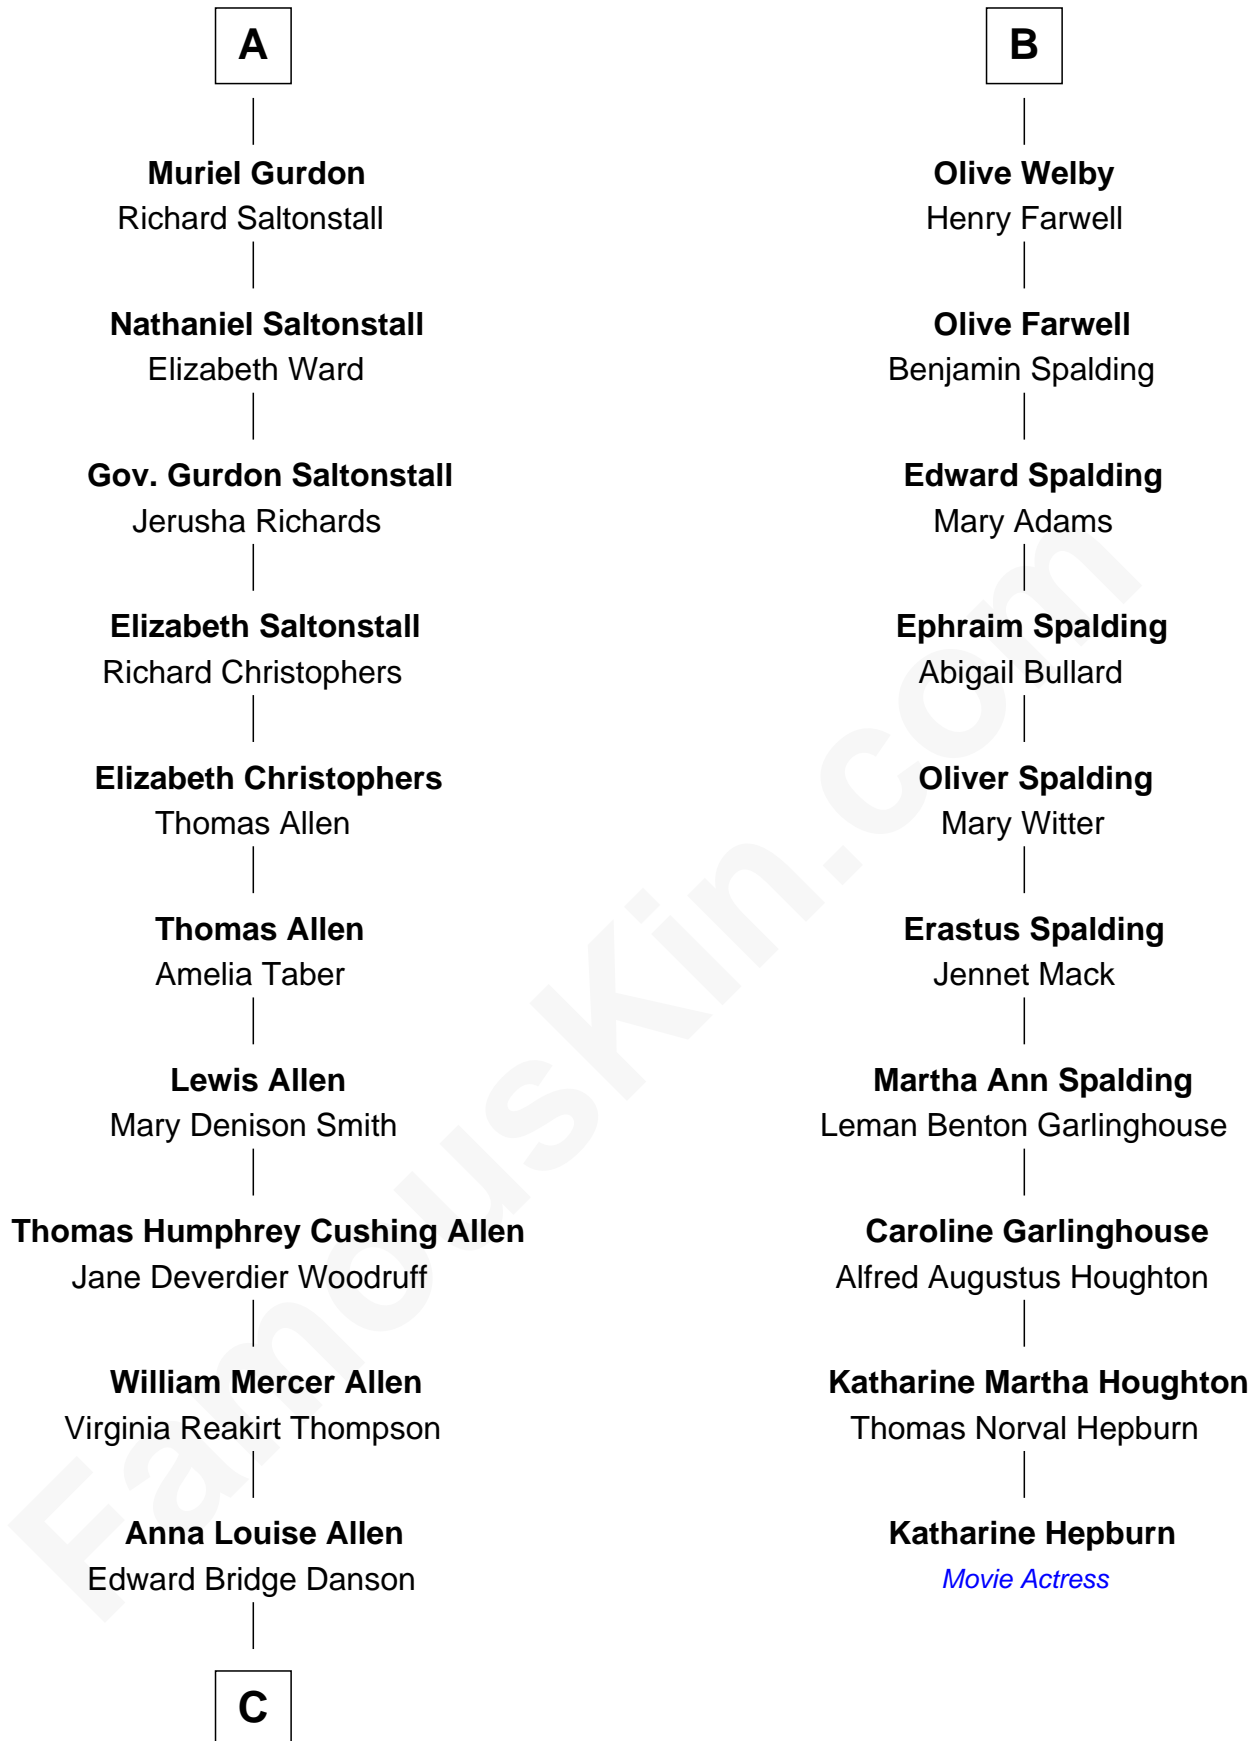 A
Muriel Gurdon
Richard Saltonstall
Nathaniel Saltonstall
Elizabeth Ward
Gov. Gurdon Saltonstall
Jerusha Richards
Elizabeth Saltonstall
Richard Christophers
Elizabeth Christophers
Thomas Allen
Thomas Allen
Amelia Taber
Lewis Allen
Mary Denison Smith
Thomas Humphrey Cushing Allen
Jane Deverdier Woodruff
William Mercer Allen
Virginia Reakirt Thompson
Anna Louise Allen
Edward Bridge Danson
C
B
Olive Welby
Henry Farwell
Olive Farwell
Benjamin Spalding
Edward Spalding
Mary Adams
Ephraim Spalding
Abigail Bullard
Oliver Spalding
Mary Witter
Erastus Spalding
Jennet Mack
Martha Ann Spalding
Leman Benton Garlinghouse
Caroline Garlinghouse
Alfred Augustus Houghton
Katharine Martha Houghton
Thomas Norval Hepburn
Katharine Hepburn
Movie Actress
FamousKin.com